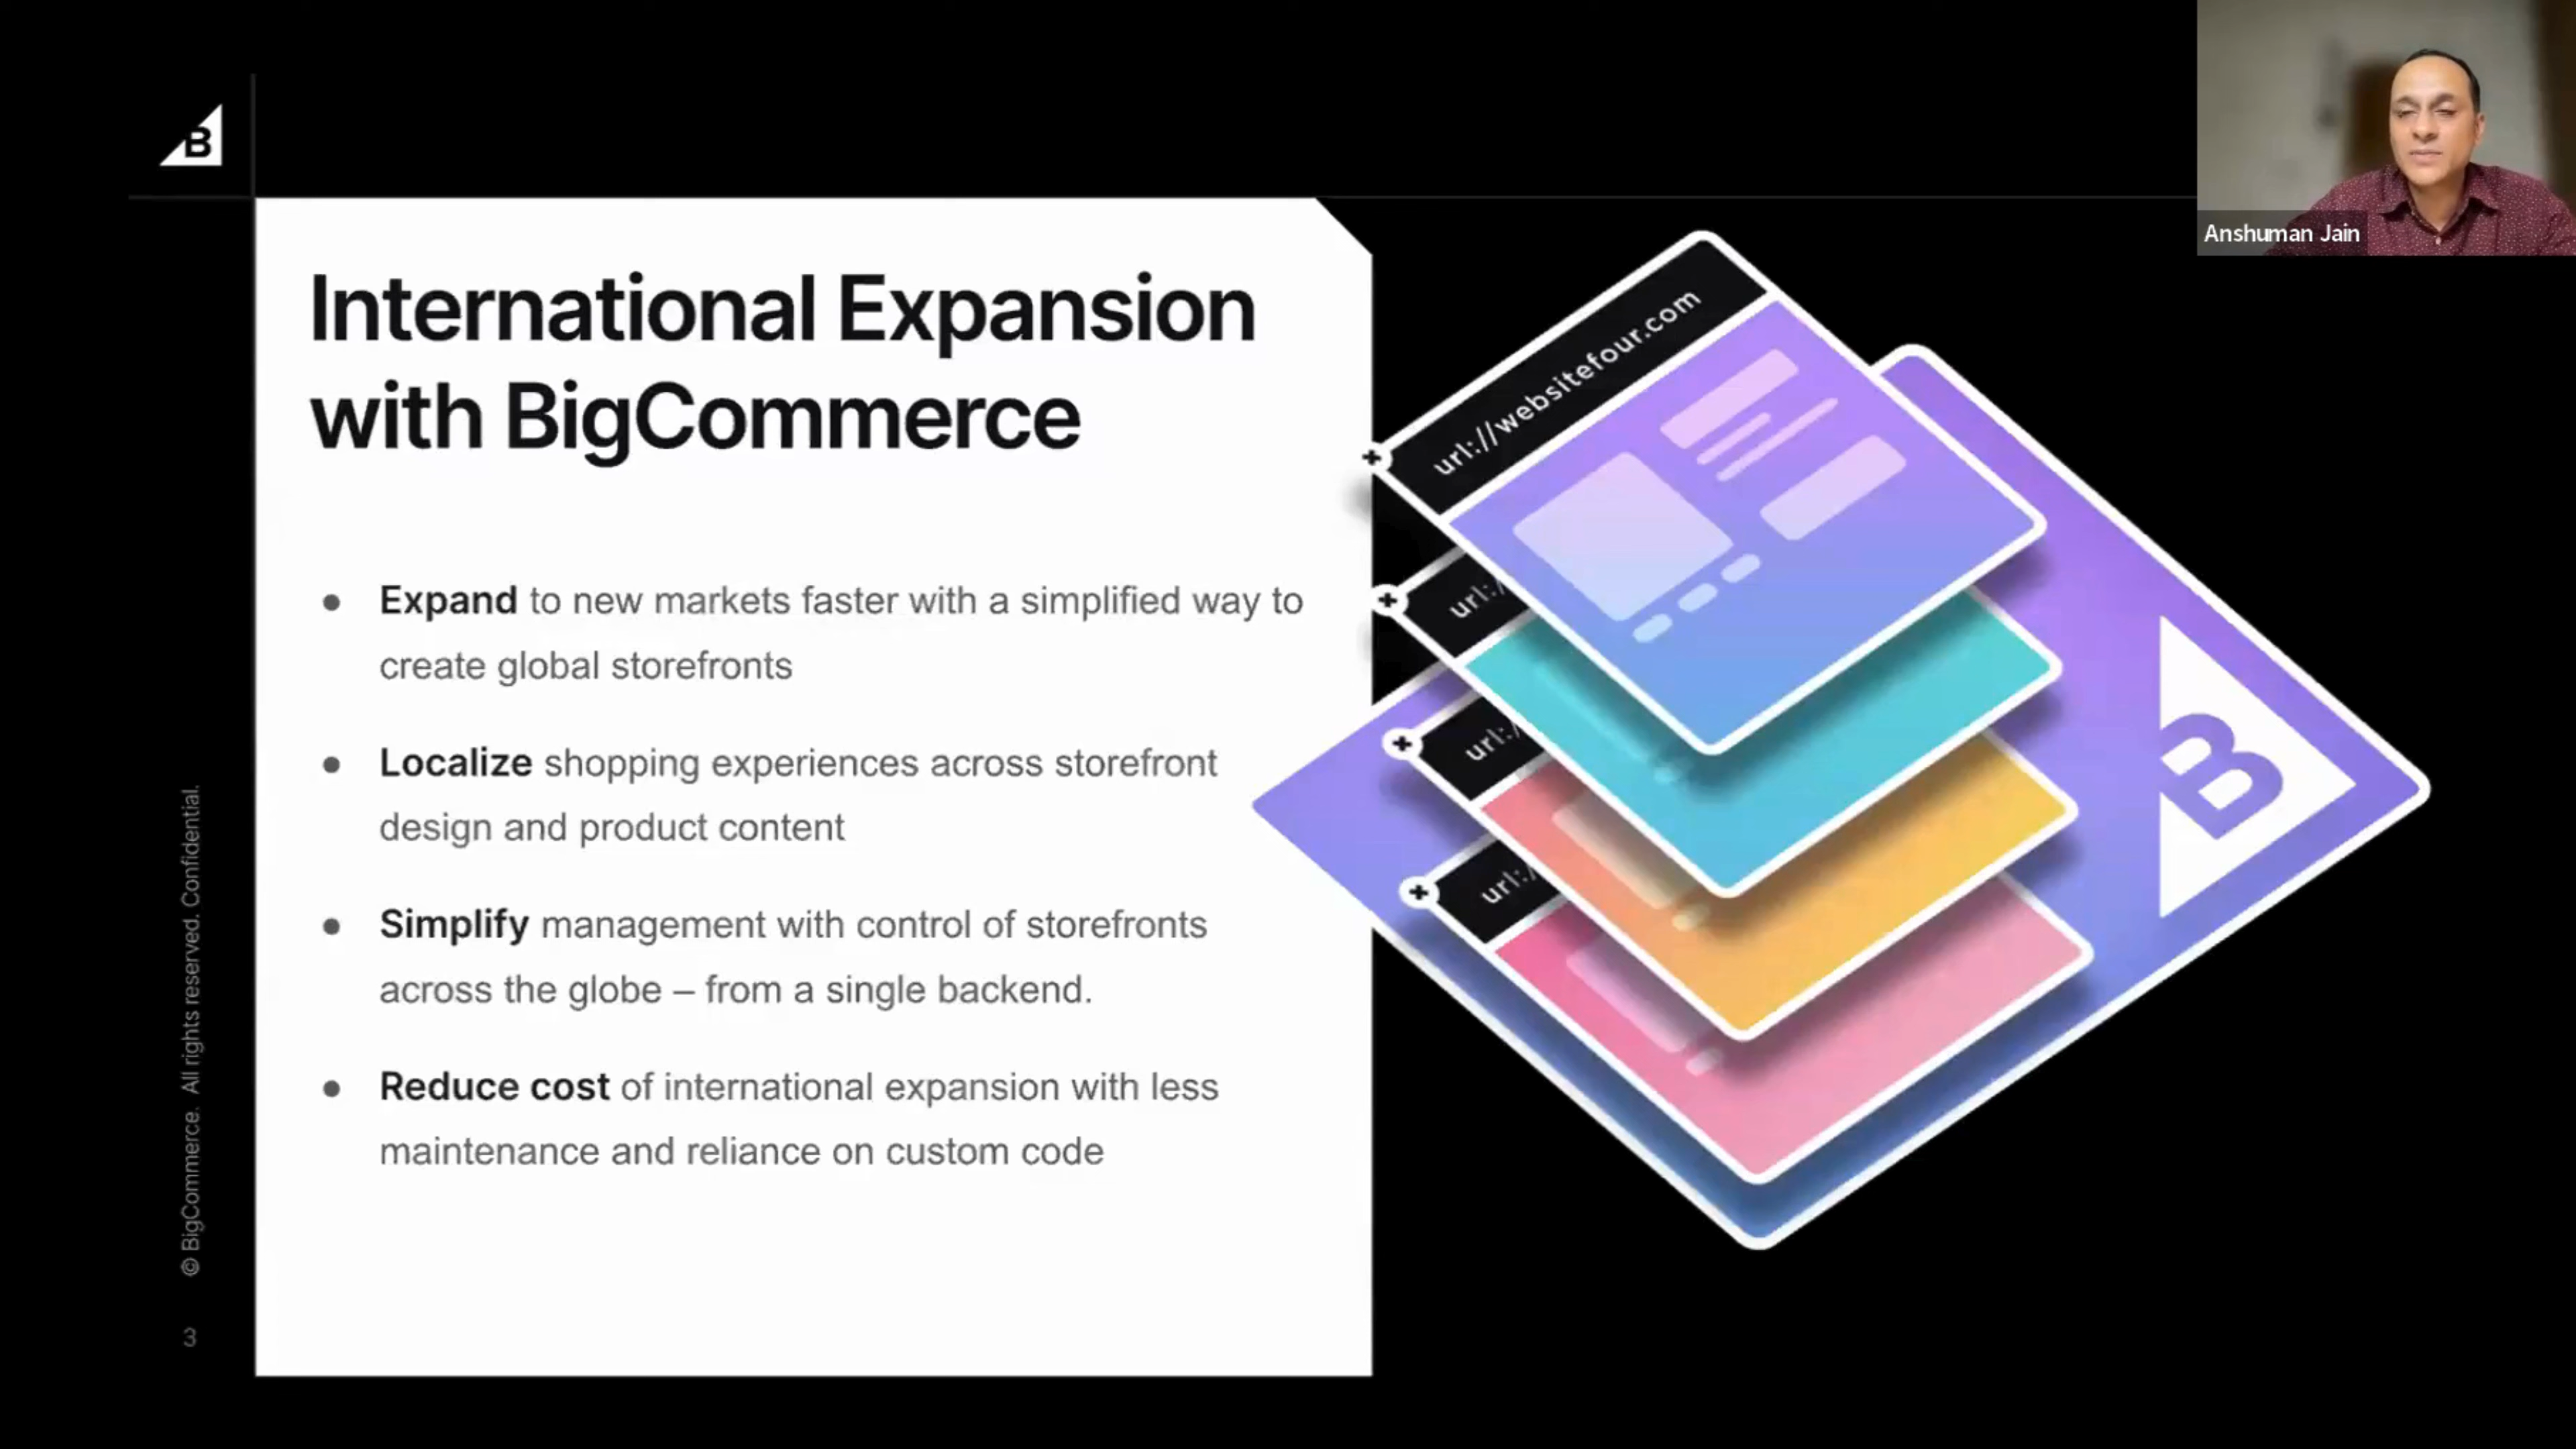 B
Anshuman Jain
International Expansion
with BigCommerce
Expand to new markets faster with a simplified way to
create global storefronts
Localize shopping experiences across storefront
design and product content
Simplify management with control of storefronts
across the globe – from a single backend.
Reduce cost of international expansion with less
maintenance and reliance on custom code
url://websitefour.com
url:/
url:/
url:/
B
© BigCommerce. All rights reserved. Confidential.
3